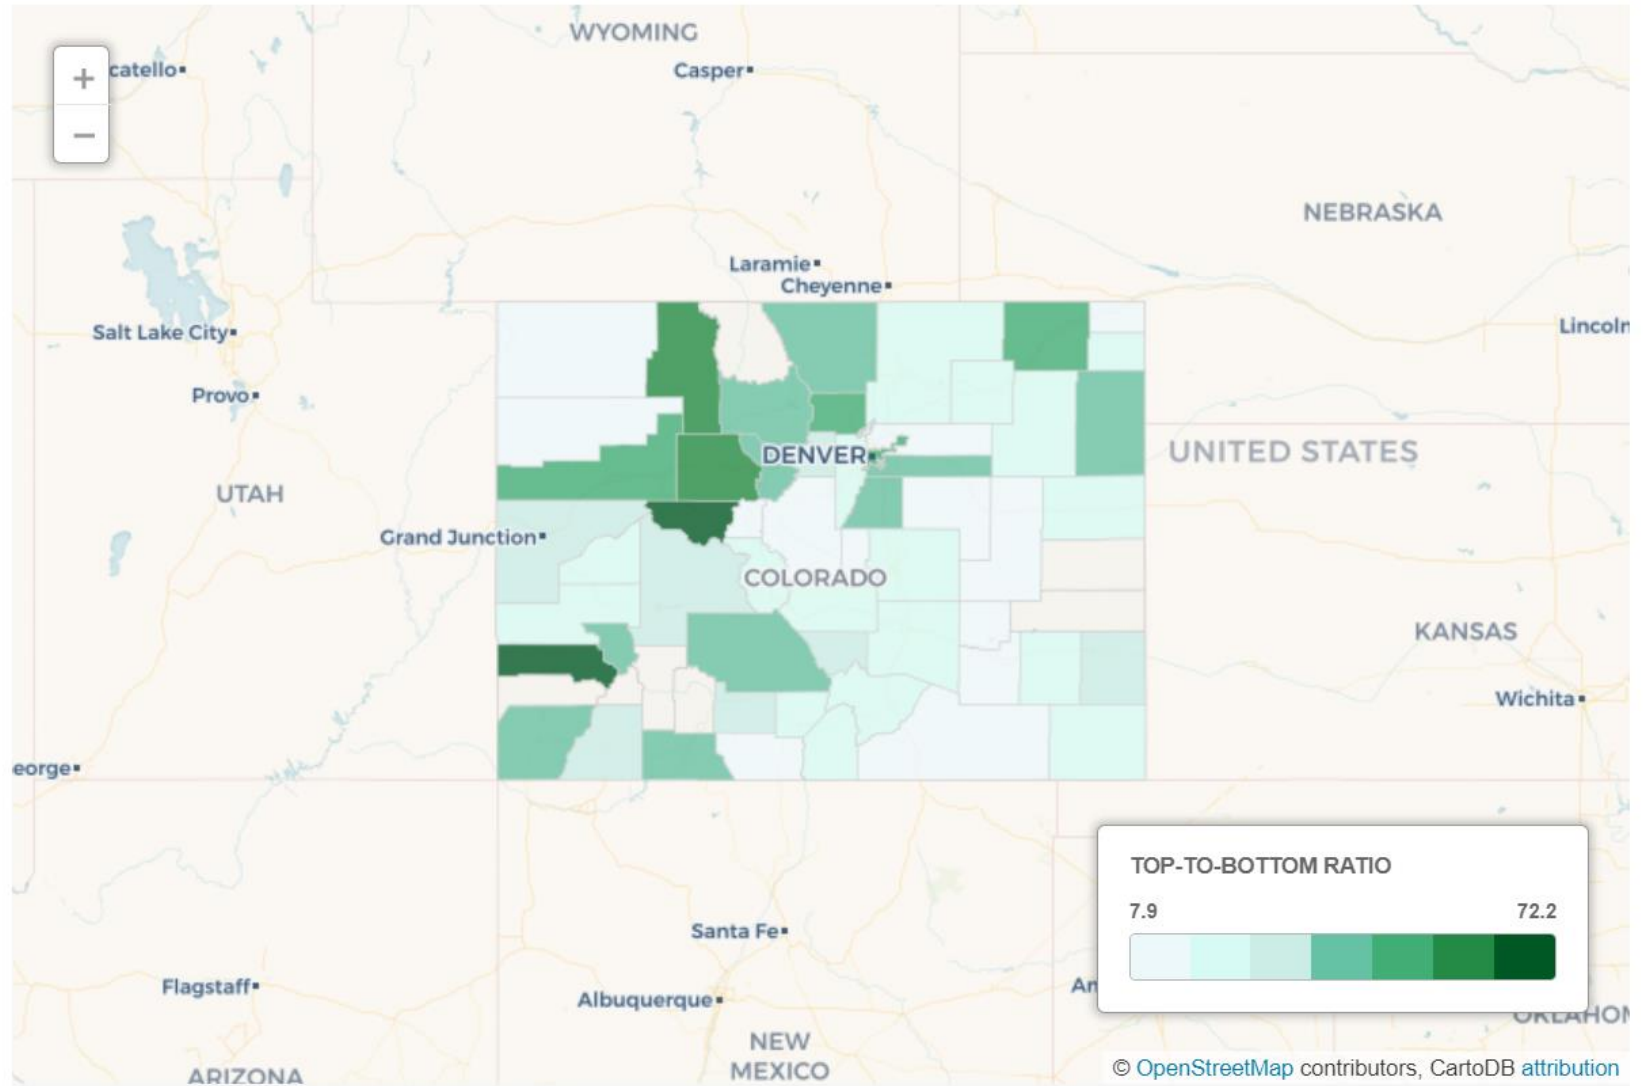 WYOMING
+
catello
Casper
−
NEBRASKA
Laramie
Cheyenne
Salt Lake City
Lincoln
Provo
DENVER
UNITED STATES
UTAH
Grand Junction
COLORADO
KANSAS
Wichita
eorge
TOP-TO-BOTTOM RATIO
7.9 72.2
Santa Fe
Flagstaff
An
Albuquerque
OKLAHOM
NEW
MEXICO
ARIZONA
© OpenStreetMap contributors, CartoDB attribution